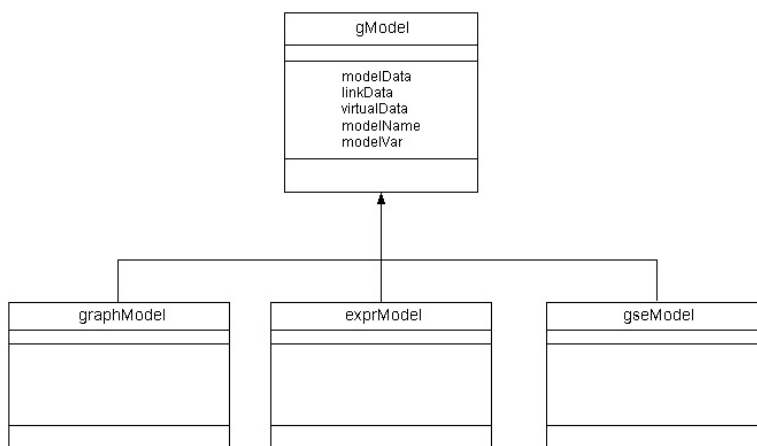 gModel
modelData
linkData
virtualData
modelName
modelVar
graphModel
exprModel
gseModel